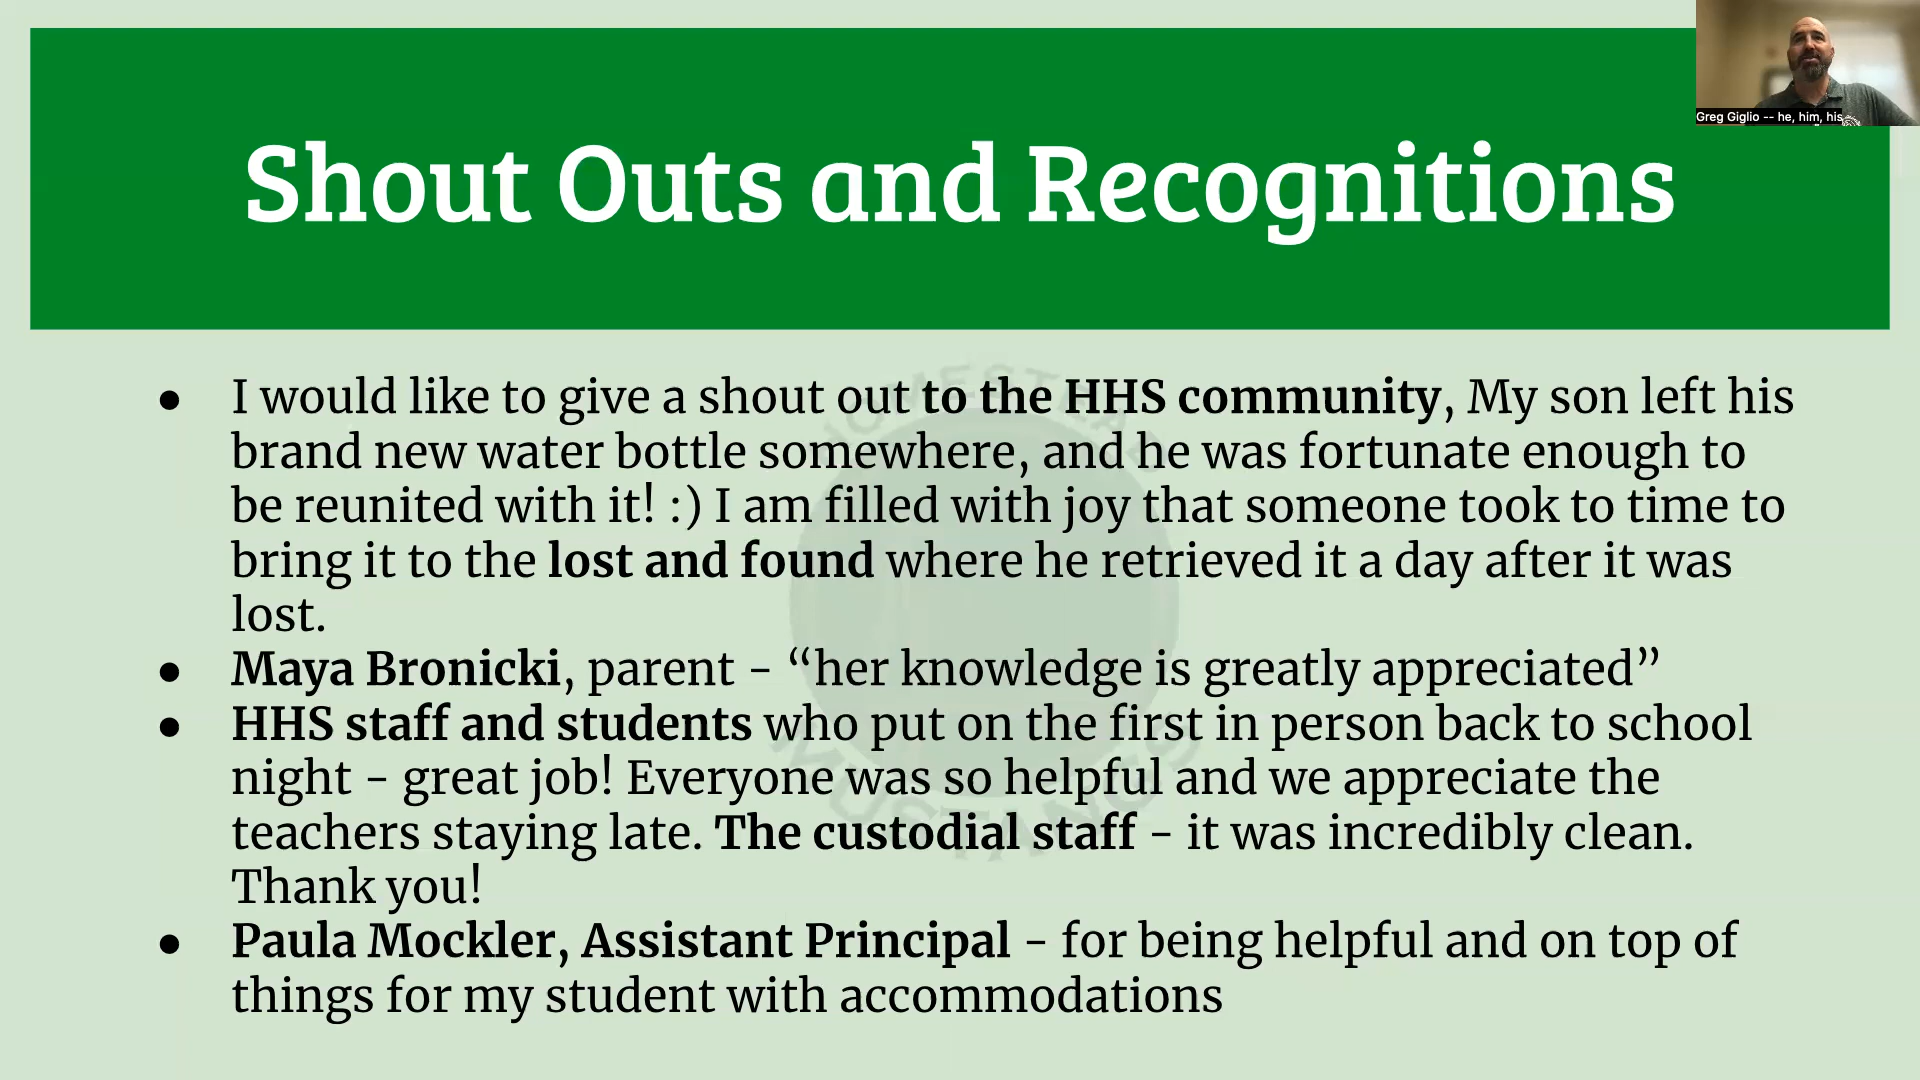 Greg Giglio -- he, him, his
Shout Outs and Recognitions
● I would like to give a shout out to the HHS community, My son left his
brand new water bottle somewhere, and he was fortunate enough to
be reunited with it! :) I am filled with joy that someone took to time to
bring it to the lost and found where he retrieved it a day after it was
lost.
● Maya Bronicki, parent - “her knowledge is greatly appreciated”
● HHS staff and students who put on the first in person back to school
night - great job! Everyone was so helpful and we appreciate the
teachers staying late. The custodial staff - it was incredibly clean.
Thank you!
● Paula Mockler, Assistant Principal - for being helpful and on top of
things for my student with accommodations
HOMESTEAD
MUSTANGS